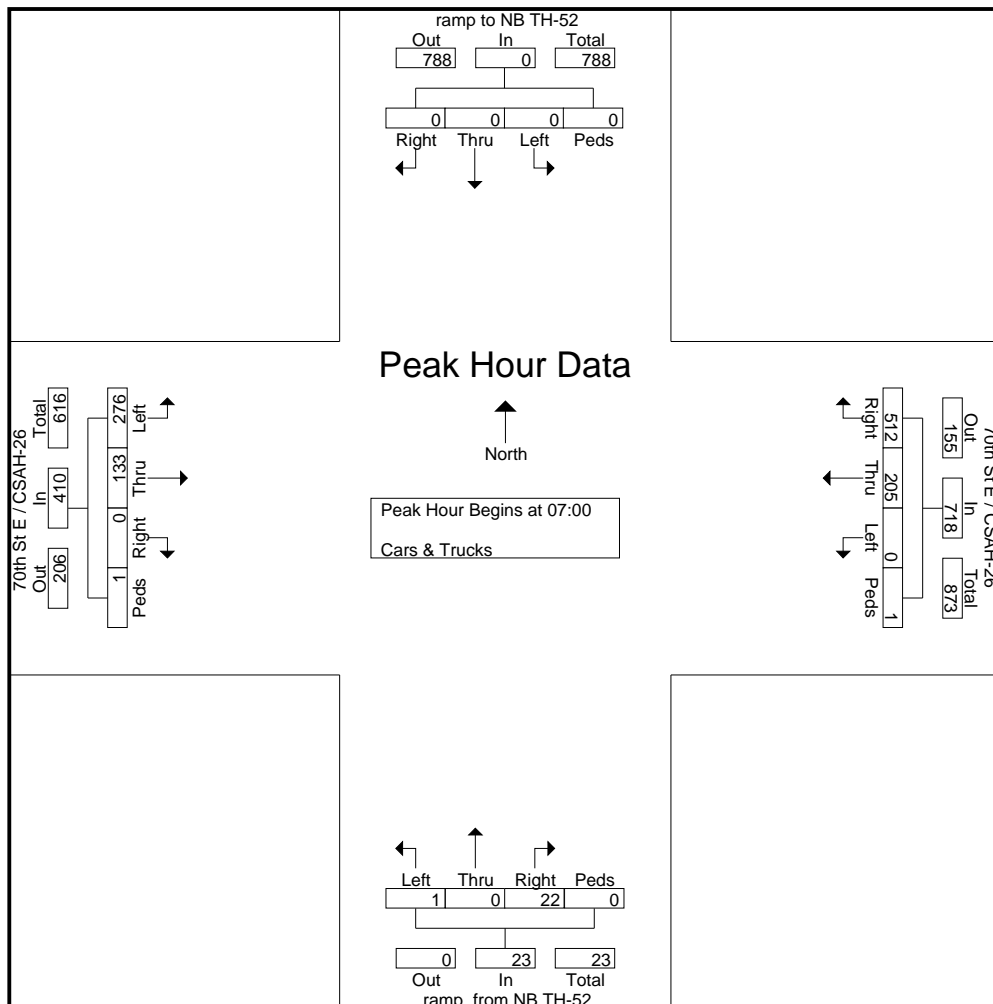 ramp to NB TH-52
Out In Total
788 0 788
0 0 0 0
Right Thru Left Peds
Peak Hour Data
North
Peak Hour Begins at 07:00
Cars & Trucks
70th St E / CSAH-26
Total In Out
616 410 206
276 133 0 1
Left Thru Right Peds
70th St E / CSAH-26
Out In Total
155 718 873
512 205 0 1
Right Thru Left Peds
Left Thru Right Peds
1 0 22 0
0 23 23
Out In Total
ramp from NB TH-52